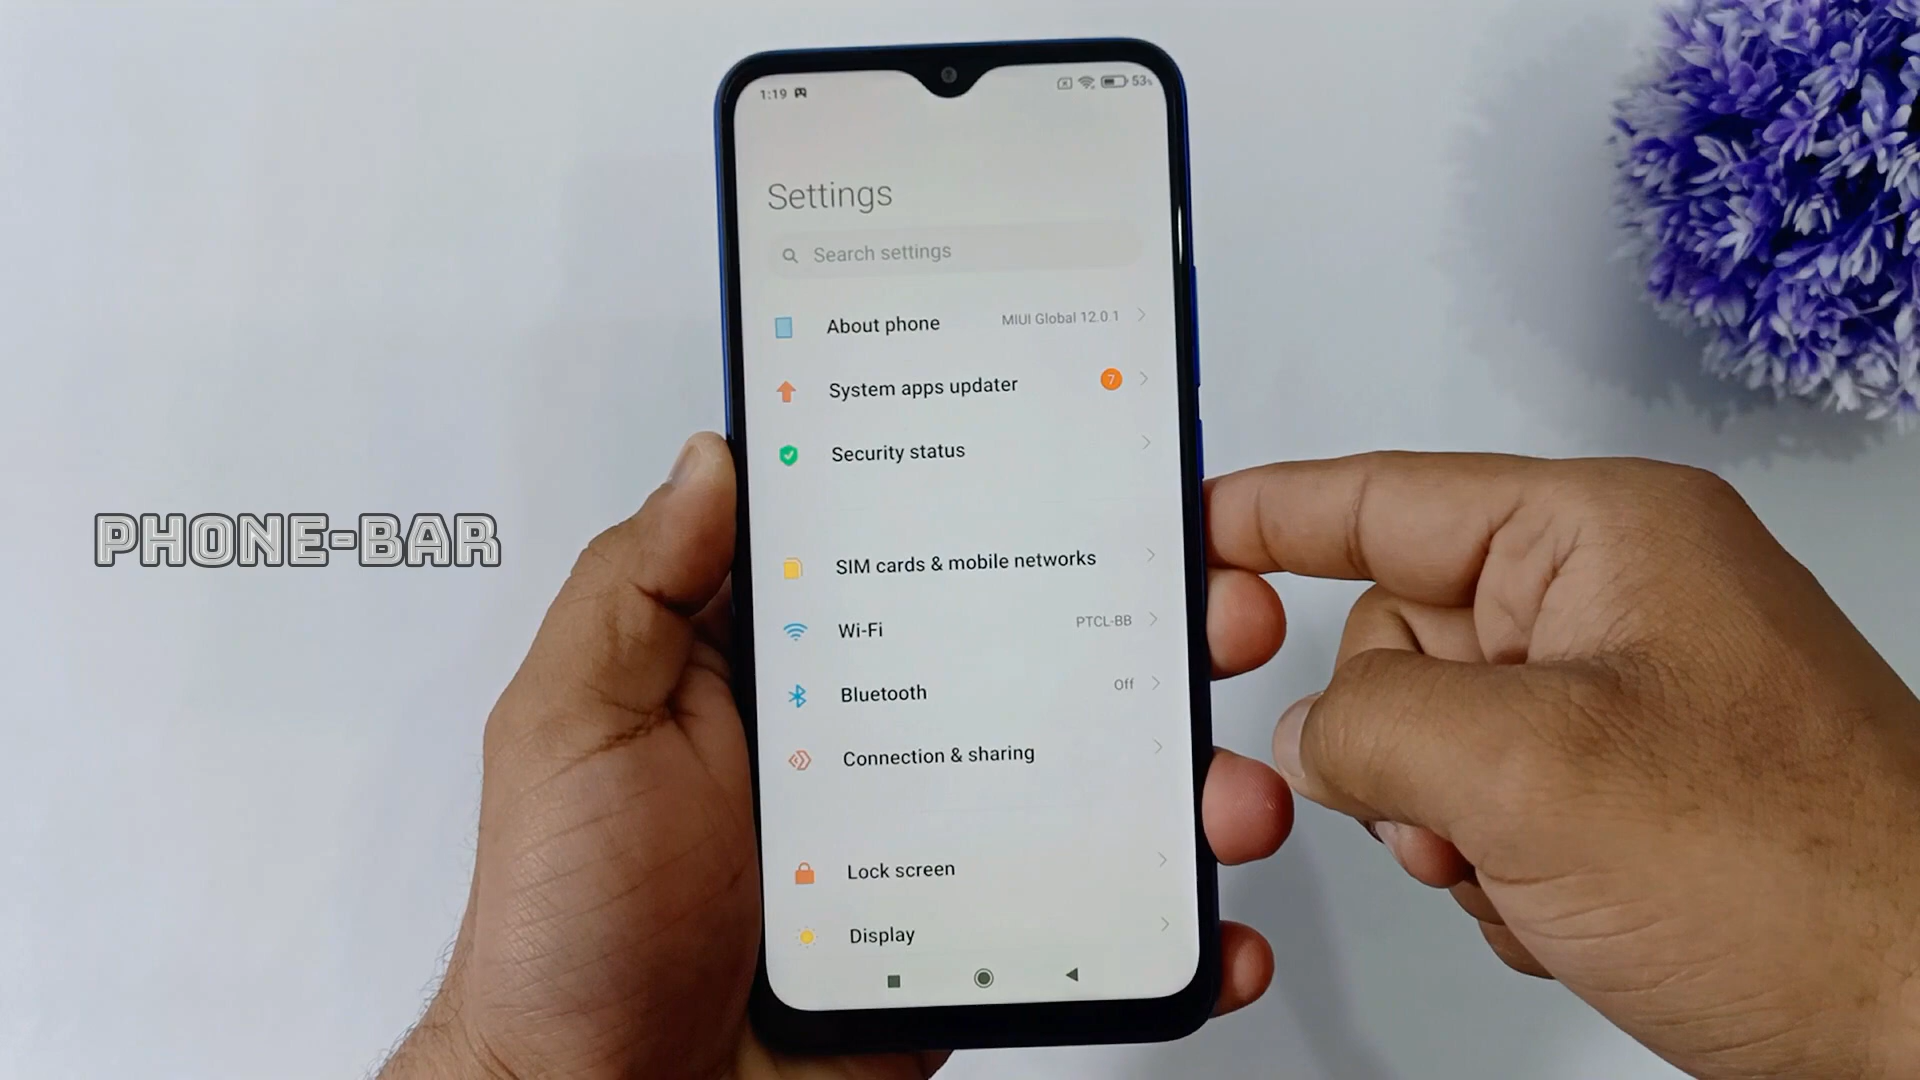 1:19
53%
Settings
Search settings
About phone MIUI Global 12.0.1
System apps updater 7
Security status
SIM cards & mobile networks
Wi-Fi PTCL-BB
Bluetooth Off
Connection & sharing
Lock screen
Display
PHONE-BAR